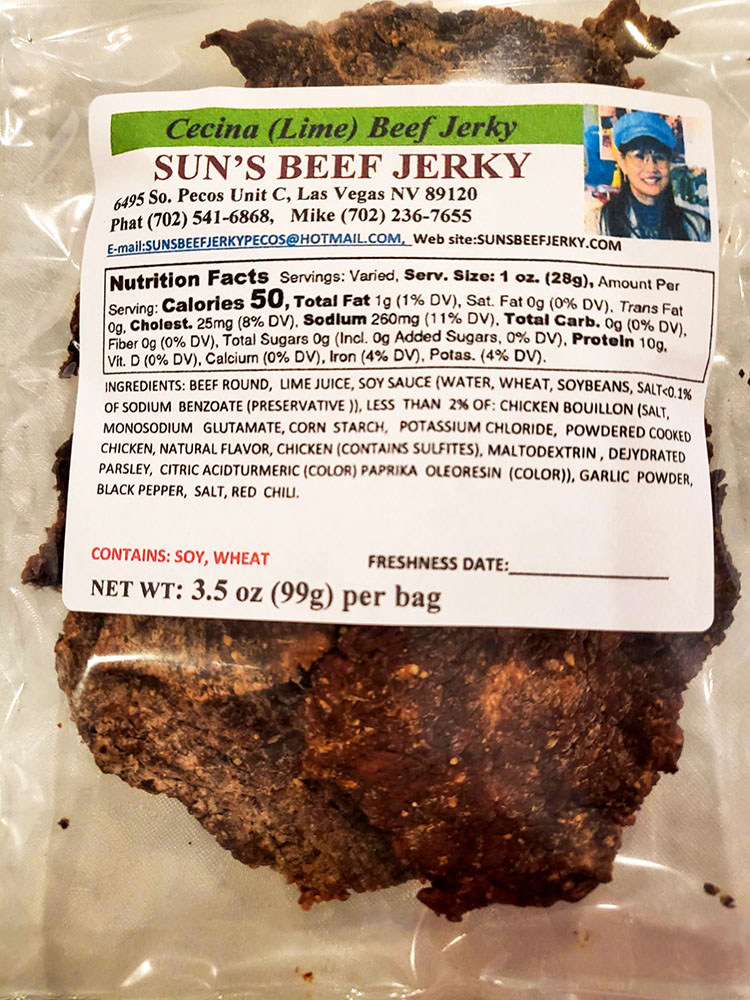 Cecina (Lime) Beef Jerky
SUN'S BEEF JERKY
6495 So. Pecos Unit C, Las Vegas NV 89120
Phat (702) 541-6868, Mike (702) 236-7655
E-mail:SUNSBEEFJERKYPECOS@HOTMAIL.COM, Web site:SUNSBEEFJERKY.COM
Nutrition Facts Servings: Varied, Serv. Size: 1 oz. (28g), Amount Per
Serving: Calories 50, Total Fat 1g (1% DV), Sat. Fat 0g (0% DV), Trans Fat
0g, Cholest. 25mg (8% DV), Sodium 260mg (11% DV), Total Carb. 0g (0% DV),
Fiber 0g (0% DV), Total Sugars 0g (Incl. 0g Added Sugars, 0% DV), Protein 10g,
Vit. D (0% DV), Calcium (0% DV), Iron (4% DV), Potas. (4% DV).
INGREDIENTS: BEEF ROUND, LIME JUICE, SOY SAUCE (WATER, WHEAT, SOYBEANS, SALT<0.1%
OF SODIUM BENZOATE (PRESERVATIVE )), LESS THAN 2% OF: CHICKEN BOUILLON (SALT,
MONOSODIUM GLUTAMATE, CORN STARCH, POTASSIUM CHLORIDE, POWDERED COOKED
CHICKEN, NATURAL FLAVOR, CHICKEN (CONTAINS SULFITES), MALTODEXTRIN , DEJYDRATED
PARSLEY, CITRIC ACIDTURMERIC (COLOR) PAPRIKA OLEORESIN (COLOR)), GARLIC POWDER,
BLACK PEPPER, SALT, RED CHILI.
CONTAINS: SOY, WHEAT
FRESHNESS DATE:
NET WT: 3.5 oz (99g) per bag